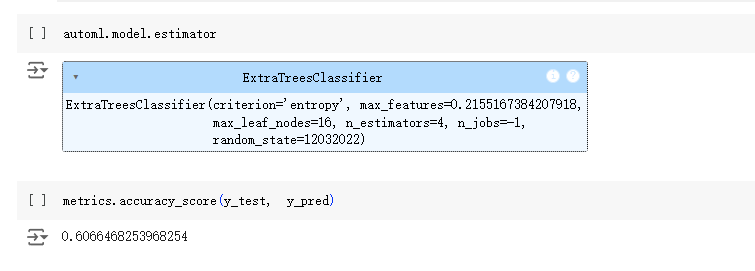 [ ] automl.model.estimator
ExtraTreesClassifier
ExtraTreesClassifier(criterion='entropy', max_features=0.2155167384207918,
max_leaf_nodes=16, n_estimators=4, n_jobs=-1,
random_state=12032022)
[ ] metrics.accuracy_score(y_test, y_pred)
0.6066468253968254